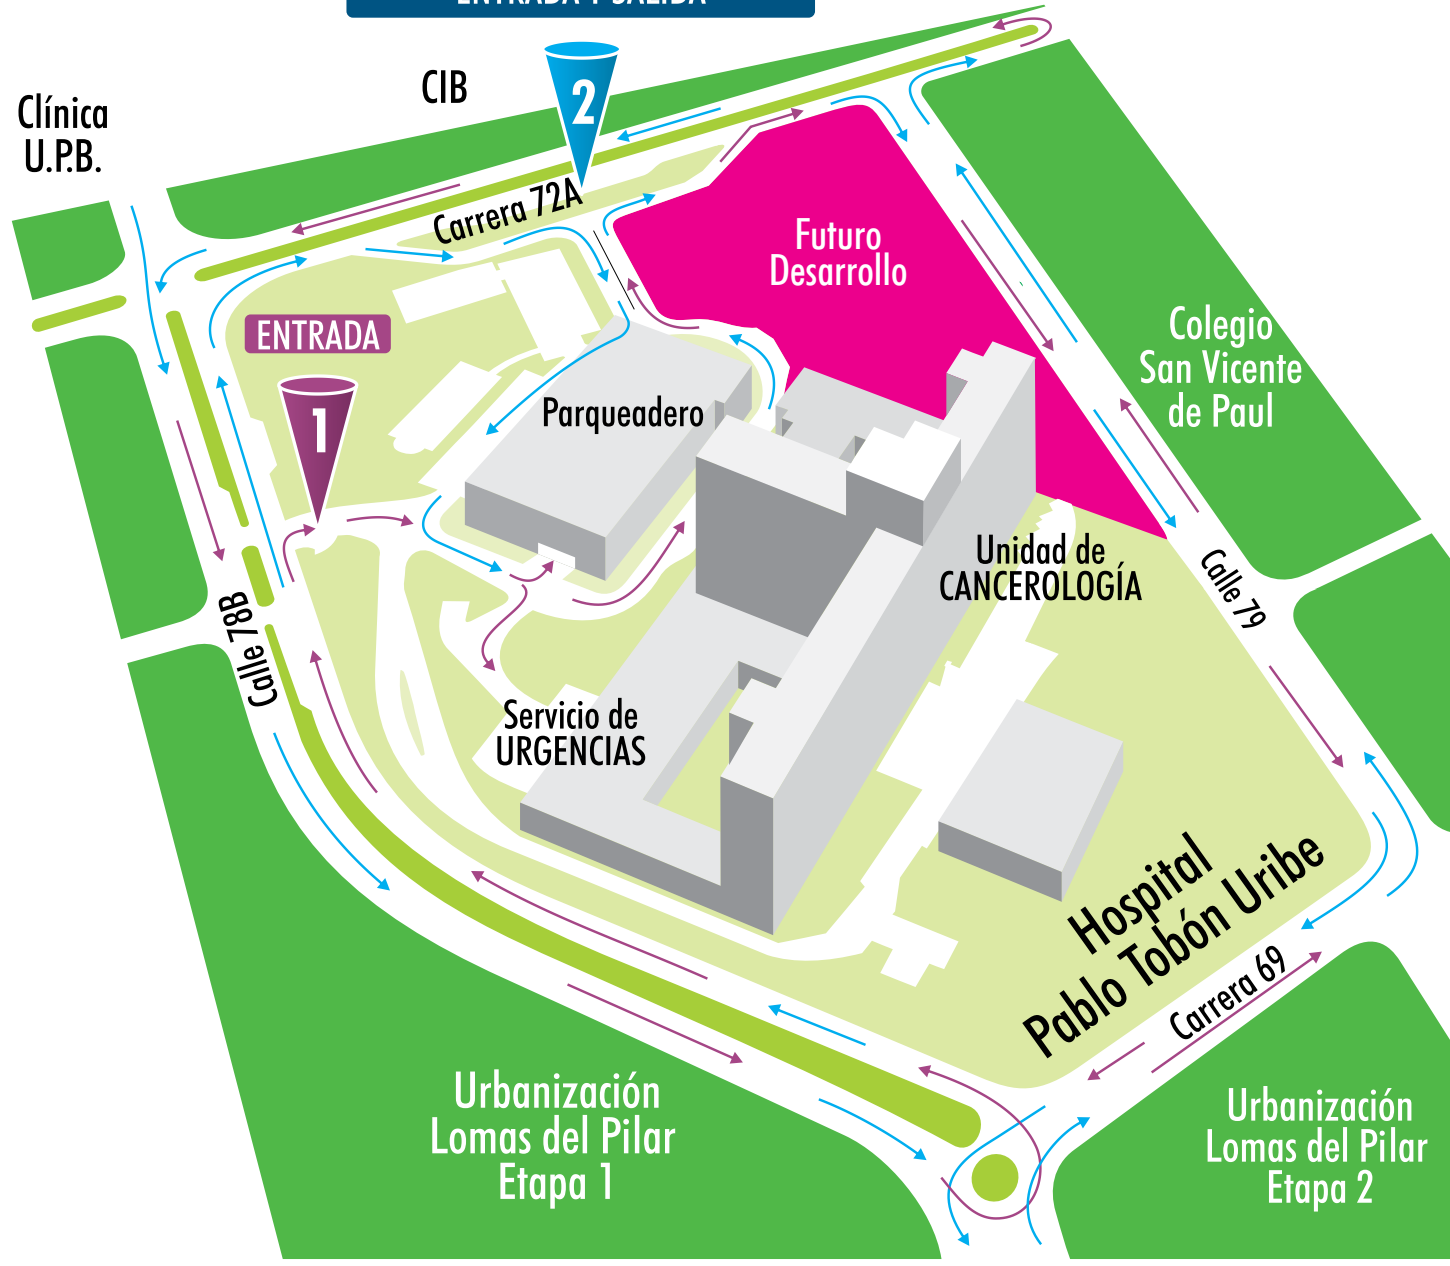 ENTRADA Y SALIDA
CIB
2
Clínica
U.P.B.
Carrera 72A
Futuro
Desarrollo
ENTRADA
1
Colegio
San Vicente
de Paul
Parqueadero
Unidad de
CANCEROLOGÍA
Calle 79
Calle 78B
Servicio de
URGENCIAS
Hospital
Pablo Tobón Uribe
Carrera 69
Urbanización
Lomas del Pilar
Etapa 1
Urbanización
Lomas del Pilar
Etapa 2